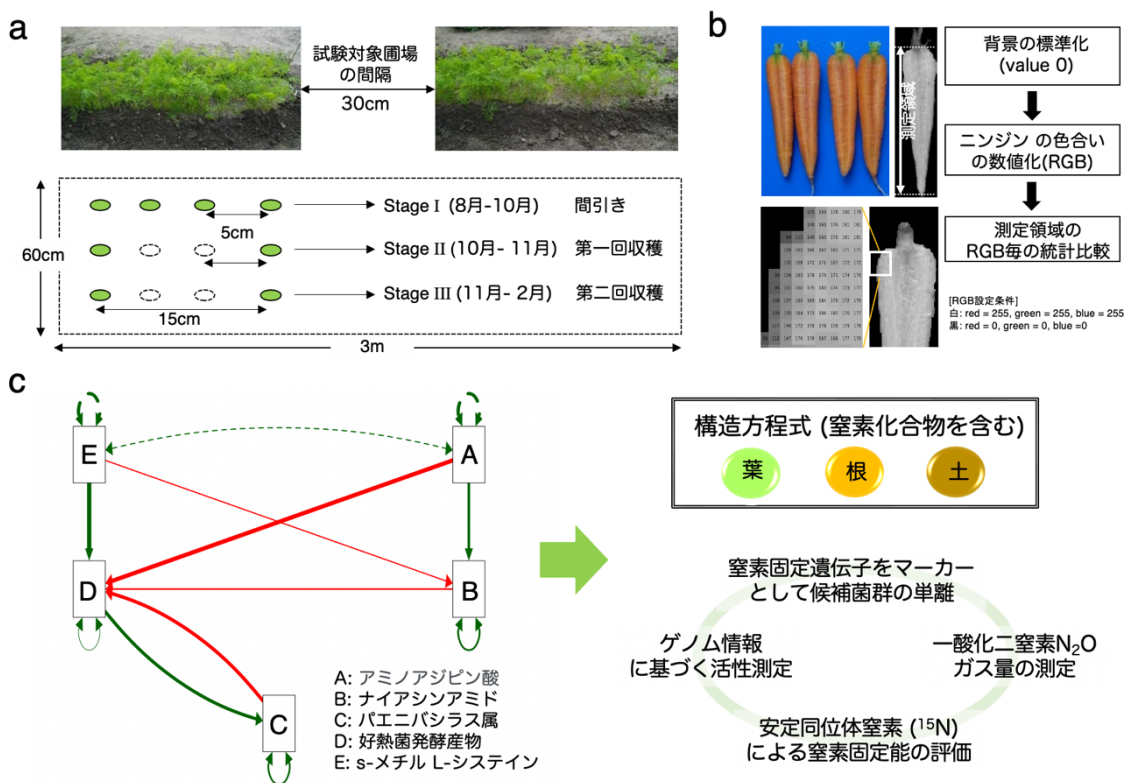 a
試験対象圃場
の間隔
30cm
60cm
Stage I (8月-10月) 間引き
5cm
Stage II (10月- 11月) 第一回収穫
Stage III (11月- 2月) 第二回収穫
15cm
3m
b
測定領域
背景の標準化
(value 0)
ニンジン の色合い
の数値化(RGB)
測定領域の
RGB毎の統計比較
[RGB設定条件]
白: red = 255, green = 255, blue = 255
黒: red = 0, green = 0, blue =0
c
E
A
D
B
C
A: アミノアジピン酸
B: ナイアシンアミド
C: パエニバシラス属
D: 好熱菌発酵産物
E: s-メチル L-システイン
構造方程式 (窒素化合物を含む)
葉 根 土
窒素固定遺伝子をマーカー
として候補菌群の単離
ゲノム情報
に基づく活性測定
一酸化二窒素N₂O
ガス量の測定
安定同位体窒素 (¹⁵N)
による窒素固定能の評価